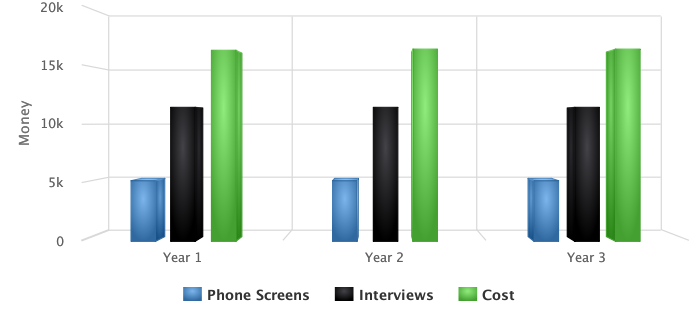 20k
15k
10k
5k
0
Money
Year 1
Year 2
Year 3
Phone Screens
Interviews
Cost